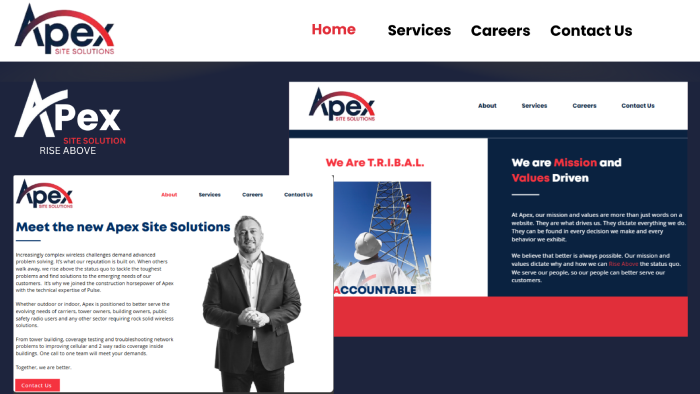 Apex
SITE SOLUTIONS
Home
Services
Careers
Contact Us
APex
SITE SOLUTION
RISE ABOVE
Apex
SITE SOLUTIONS
About
Services
Careers
Contact Us
We Are T.R.I.B.A.L.
ACCOUNTABLE
We are Mission and
Values Driven
At Apex, our mission and values are more than just words on a
website. They are what drives us. They dictate everything we do.
They can be found in every decision we make and every
behavior we exhibit.
We believe that better is always possible. Our mission and
values dictate why and how we can Rise Above the status quo.
We serve our people, so our people can better serve our
customers.
Apex
SITE SOLUTIONS
About
Services
Careers
Contact Us
Meet the new Apex Site Solutions
Increasingly complex wireless challenges demand advanced
problem solving. It's what our reputation is built on. When others
walk away, we rise above the status quo to tackle the toughest
problems and find solutions to the emerging needs of our
customers. It's why we joined the construction horsepower of Apex
with the technical expertise of Pulse.
Whether outdoor or indoor, Apex is positioned to better serve the
evolving needs of carriers, tower owners, building owners, public
safety radio users and any other sector requiring rock solid wireless
solutions.
From tower building, coverage testing and troubleshooting network
problems to improving cellular and 2 way radio coverage inside
buildings. One call to one team will meet your demands.
Together, we are better.
Contact Us